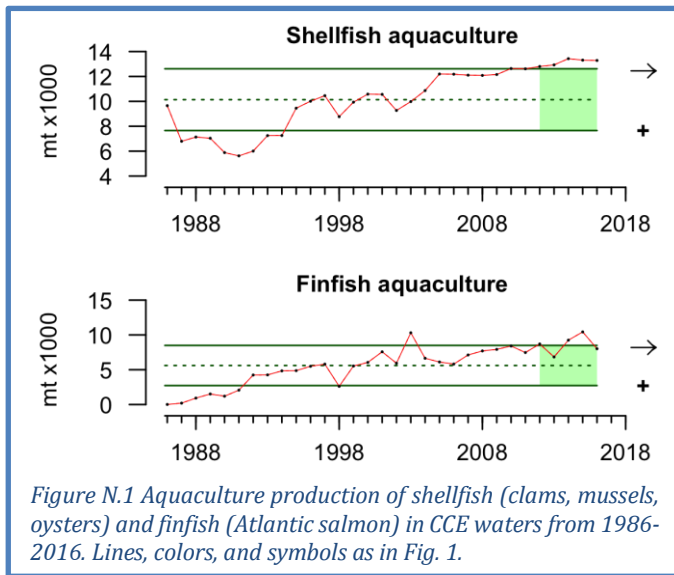 Shellfish aquaculture
mt x1000
14
12
10
8
6
4
→
+
1988 1998 2008 2018
Finfish aquaculture
mt x1000
15
10
5
0
→
+
1988 1998 2008 2018
Figure N.1 Aquaculture production of shellfish (clams, mussels,
oysters) and finfish (Atlantic salmon) in CCE waters from 1986-
2016. Lines, colors, and symbols as in Fig. 1.